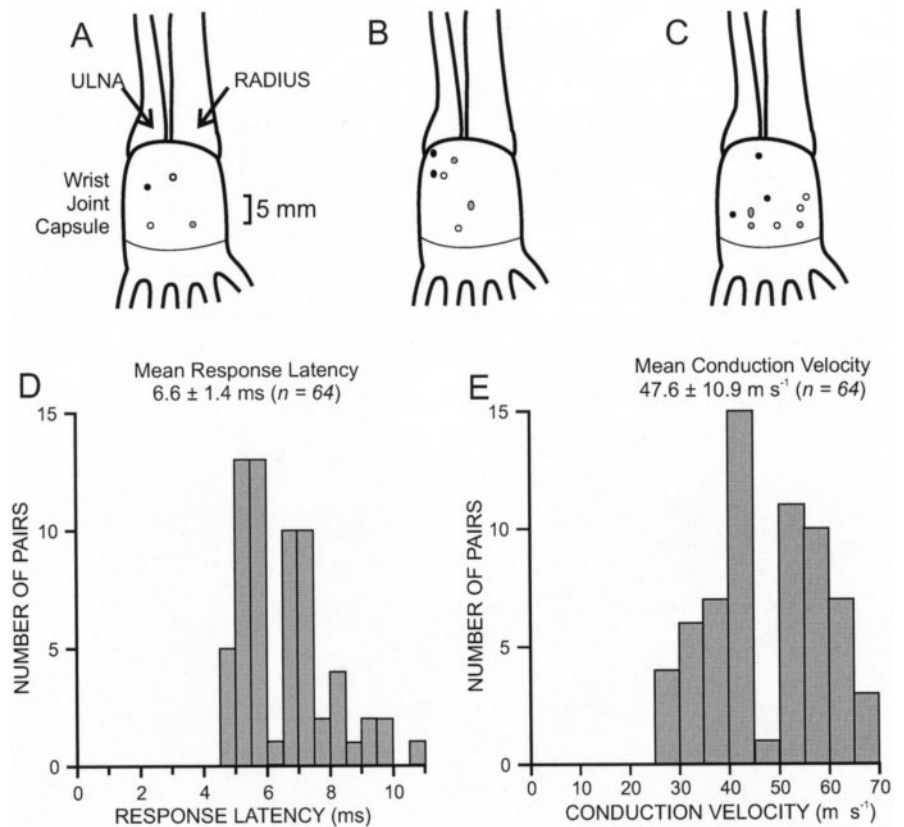 A
B
C
ULNA
RADIUS
Wrist
Joint
Capsule
5 mm
D
Mean Response Latency
6.6 ± 1.4 ms (n = 64)
NUMBER OF PAIRS
15
10
5
0
0 2 4 6 8 10
RESPONSE LATENCY (ms)
E
Mean Conduction Velocity
47.6 ± 10.9 m s⁻¹ (n = 64)
NUMBER OF PAIRS
15
10
5
0
0 10 20 30 40 50 60 70
CONDUCTION VELOCITY (m s⁻¹)